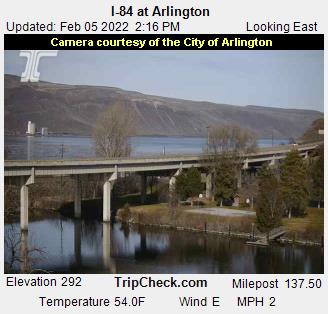 I-84 at Arlington
Updated: Feb 05 2022 2:16 PM Looking East
Camera courtesy of the City of Arlington
Elevation 292 TripCheck.com Milepost 137.50
Temperature 54.0F Wind E MPH 2